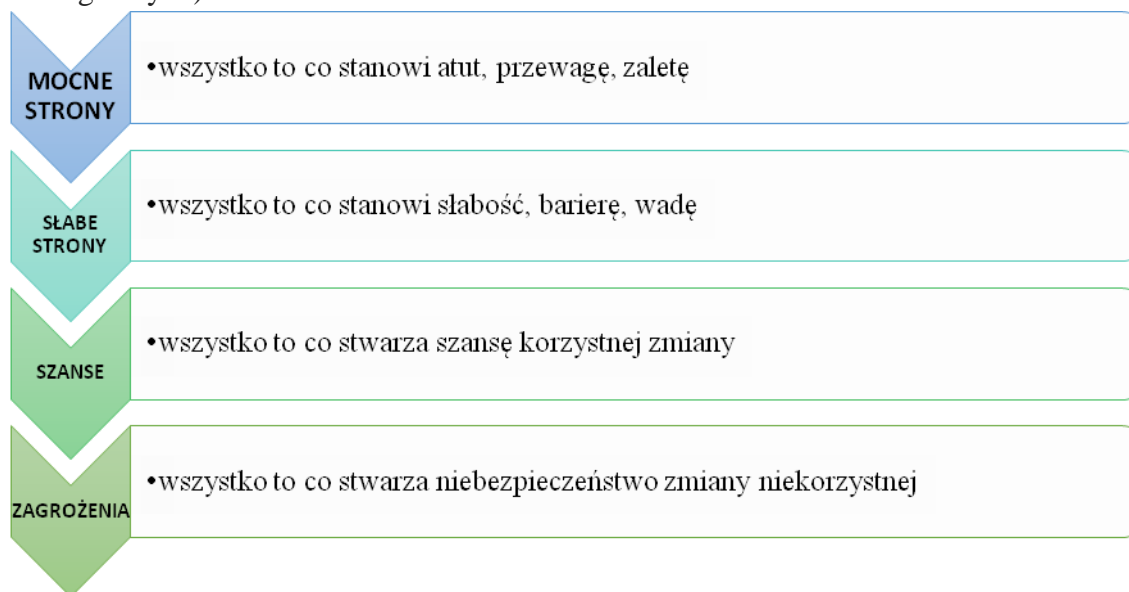 MOCNE
STRONY
•wszystko to co stanowi atut, przewagę, zaletę
SŁABE
STRONY
•wszystko to co stanowi słabość, barierę, wadę
SZANSE
•wszystko to co stwarza szansę korzystnej zmiany
ZAGROŻENIA
•wszystko to co stwarza niebezpieczeństwo zmiany niekorzystnej